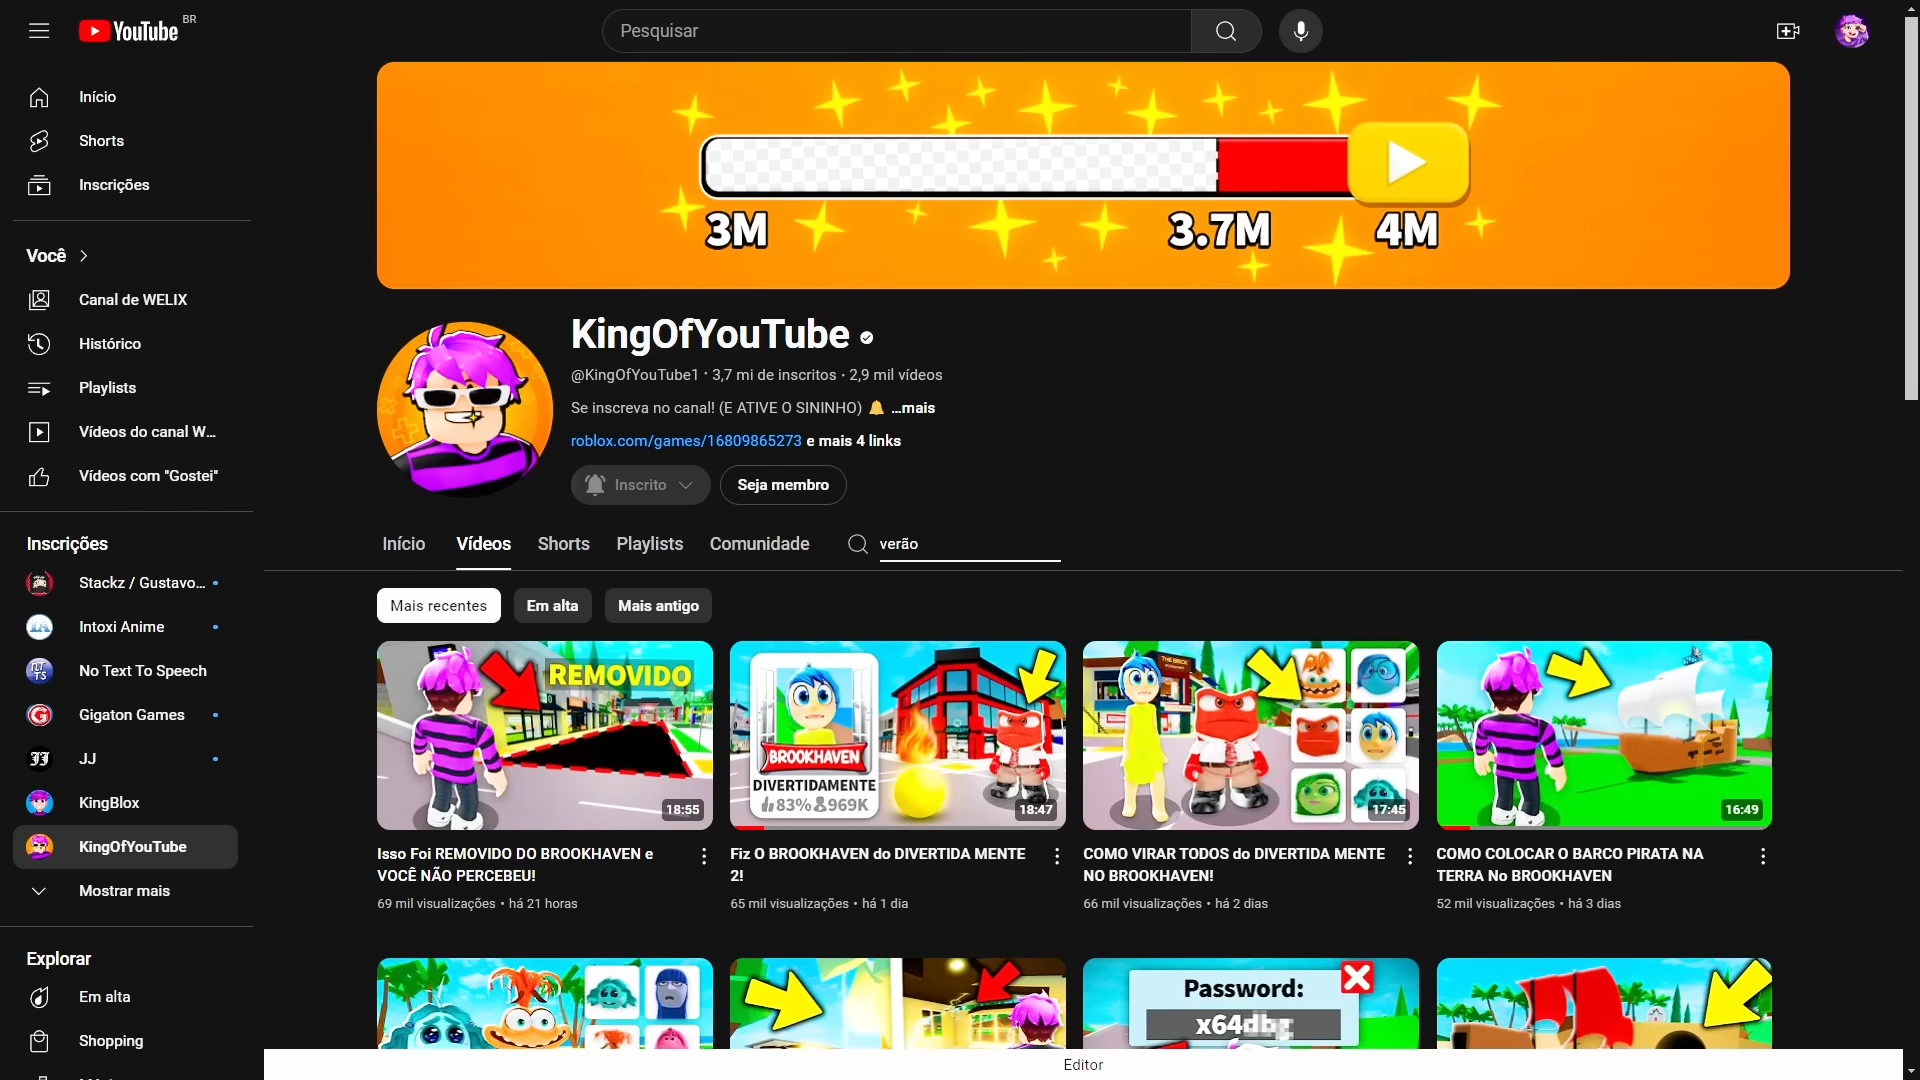 YouTube BR
Pesquisar
Início
Shorts
Inscrições
Você
Canal de WELIX
Histórico
Playlists
Vídeos do canal W...
Vídeos com "Gostei"
Inscrições
Stackz / Gustavo...
Intoxi Anime
No Text To Speech
Gigaton Games
JJ
KingBlox
KingOfYouTube
Mostrar mais
Explorar
Em alta
Shopping
3M
3.7M
4M
KingOfYouTube
@KingOfYouTube1 • 3,7 mi de inscritos • 2,9 mil vídeos
Se inscreva no canal! (E ATIVE O SININHO) 🔔 ...mais
roblox.com/games/16809865273 e mais 4 links
Inscrito
Seja membro
Início
Vídeos
Shorts
Playlists
Comunidade
verão
Mais recentes
Em alta
Mais antigo
REMOVIDO
18:55
Isso Foi REMOVIDO DO BROOKHAVEN e
VOCÊ NÃO PERCEBEU!
69 mil visualizações • há 21 horas
BROOKHAVEN
DIVERTIDAMENTE
83% 969K
18:47
Fiz O BROOKHAVEN do DIVERTIDA MENTE
2!
65 mil visualizações • há 1 dia
THE BRICK
17:45
COMO VIRAR TODOS do DIVERTIDA MENTE
NO BROOKHAVEN!
66 mil visualizações • há 2 dias
16:49
COMO COLOCAR O BARCO PIRATA NA
TERRA No BROOKHAVEN
52 mil visualizações • há 3 dias
Password:
x64dbg
Editor